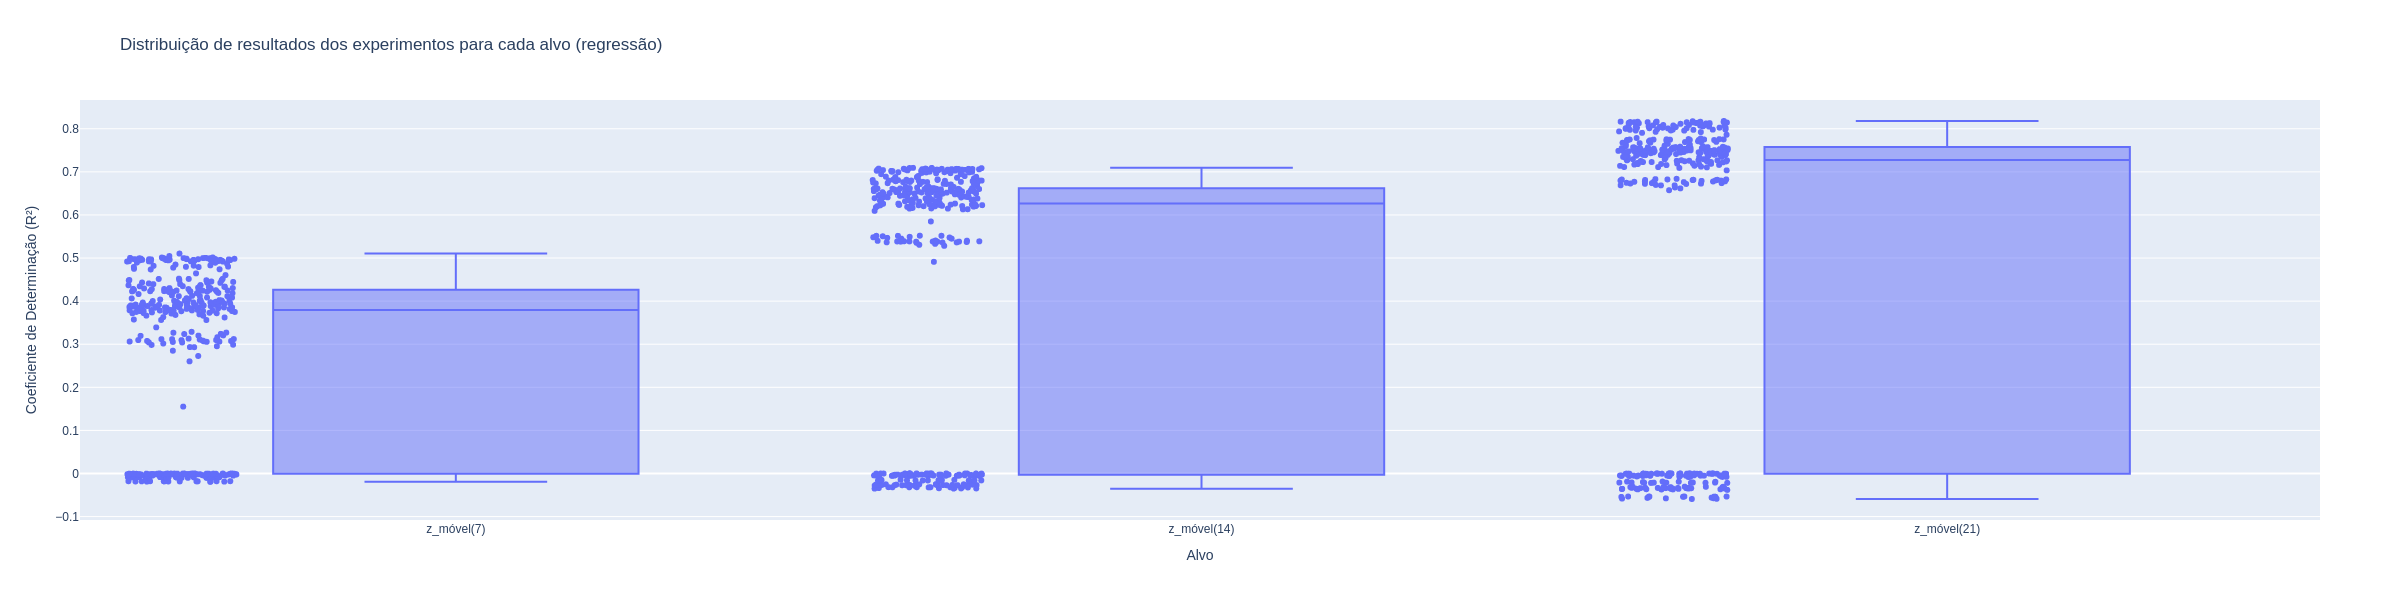 Distribuição de resultados dos experimentos para cada alvo (regressão)
Coeficiente de Determinação (R²)
0.8
0.7
0.6
0.5
0.4
0.3
0.2
0.1
0
−0.1
z_móvel(7)
z_móvel(14)
z_móvel(21)
Alvo